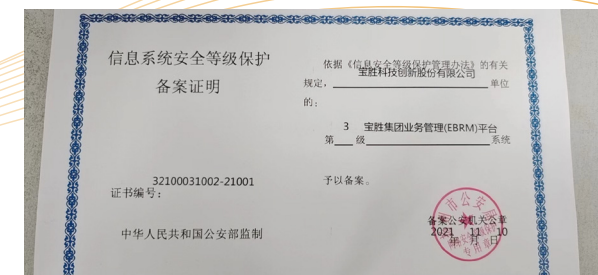 信息系统安全等级保护
备案证明
32100031002-21001
证书编号：
中华人民共和国公安部监制
依据《信息安全等级保护管理办法》的有关
宝胜科技创新股份有限公司
规定，单位
的：
3 宝胜集团业务管理(EBRM)平台
第 级 系统
予以备案。
备案公安机关公章
2021 11 10
年 月 日